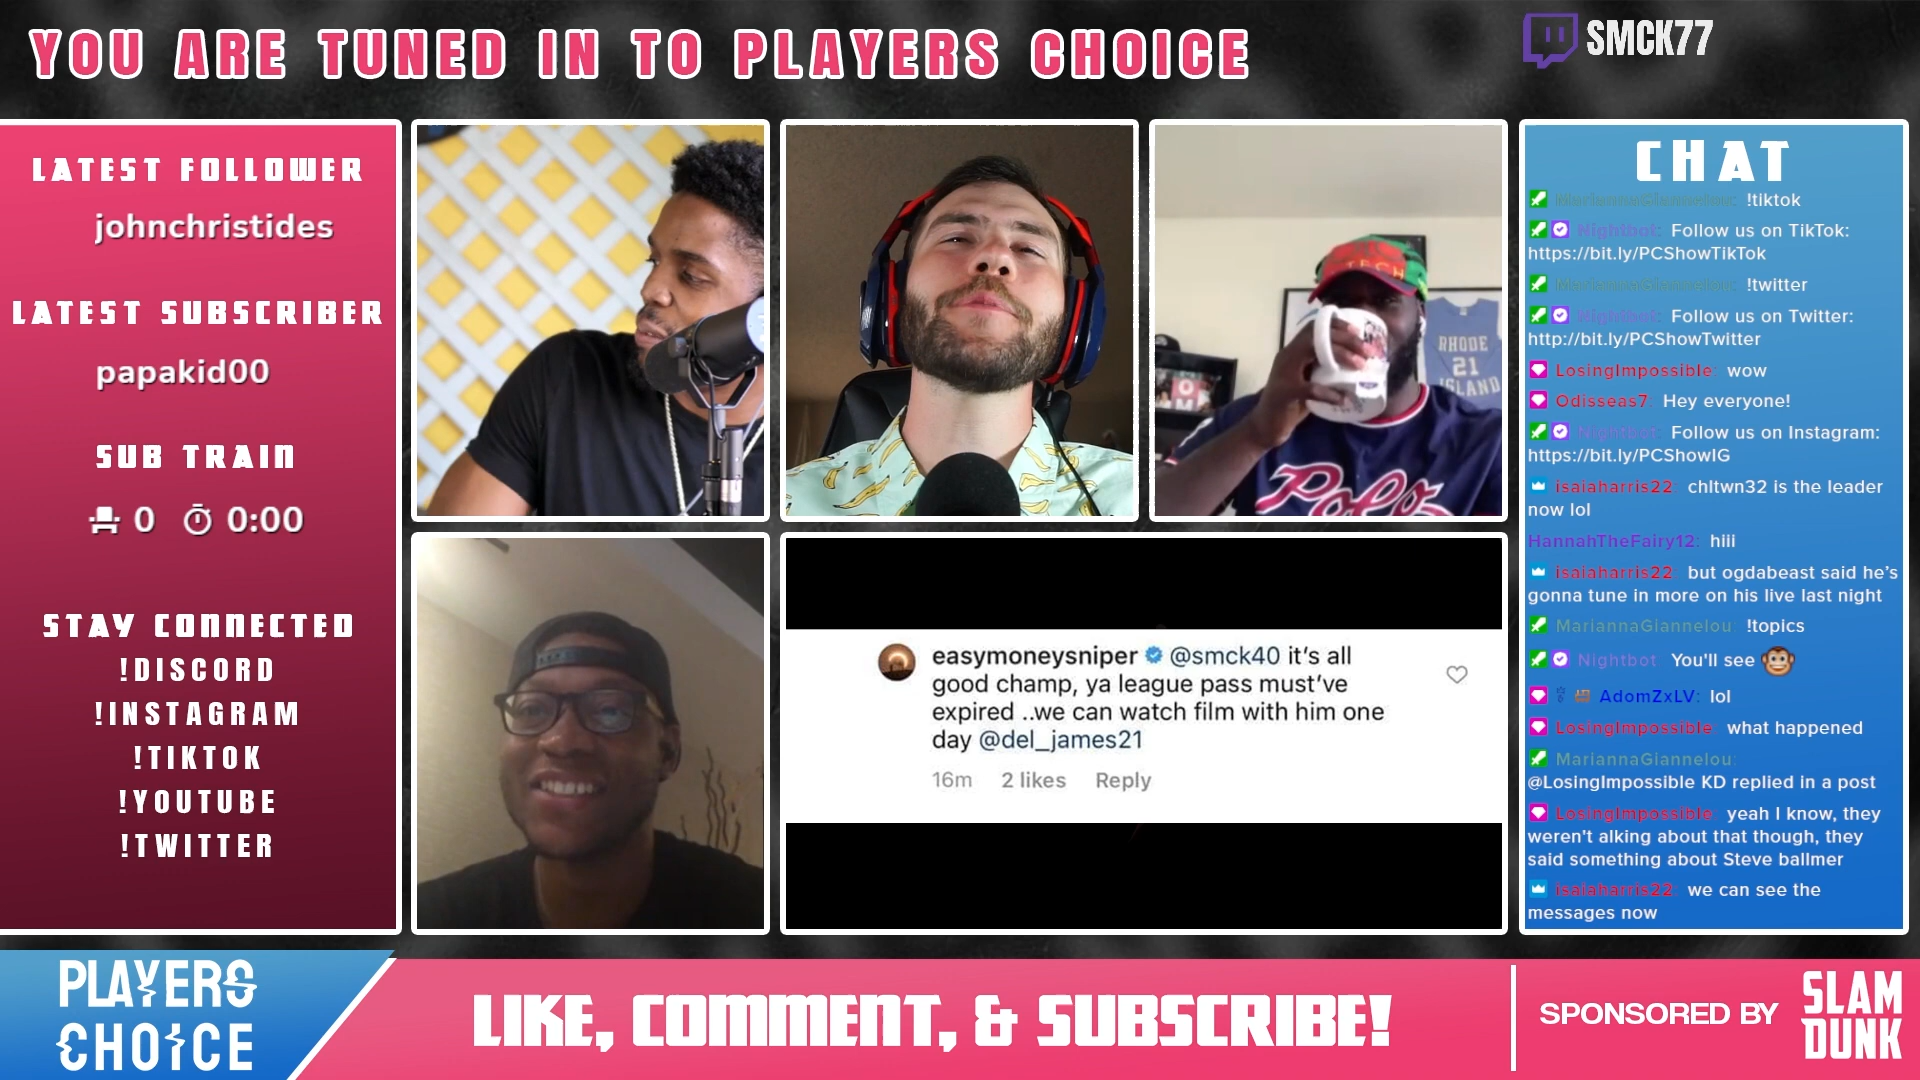 YOU ARE TUNED IN TO PLAYERS CHOICE
SMCK77
LATEST FOLLOWER
johnchristides
LATEST SUBSCRIBER
papakid00
SUB TRAIN
0 0:00
STAY CONNECTED
!DISCORD
!INSTAGRAM
!TIKTOK
!YOUTUBE
!TWITTER
TECH
RHODE
21
ISLAND
Polo
easymoneysniper @smck40 it's all
good champ, ya league pass must've
expired ..we can watch film with him one
day @del_james21
16m 2 likes Reply
CHAT
MariannaGiannelou: !tiktok
Nightbot: Follow us on TikTok:
https://bit.ly/PCShowTikTok
MariannaGiannelou: !twitter
Nightbot: Follow us on Twitter:
http://bit.ly/PCShowTwitter
LosingImpossible: wow
Odisseas7: Hey everyone!
Nightbot: Follow us on Instagram:
https://bit.ly/PCShowIG
isaiaharris22: chltwn32 is the leader
now lol
HannahTheFairy12: hiii
isaiaharris22: but ogdabeast said he's
gonna tune in more on his live last night
MariannaGiannelou: !topics
Nightbot: You'll see
AdomZxLV: lol
LosingImpossible: what happened
MariannaGiannelou:
@LosingImpossible KD replied in a post
LosingImpossible: yeah I know, they
weren't alking about that though, they
said something about Steve ballmer
isaiaharris22: we can see the
messages now
PLAYERS
CHOICE
LIKE, COMMENT, & SUBSCRIBE!
SPONSORED BY
SLAM
DUNK